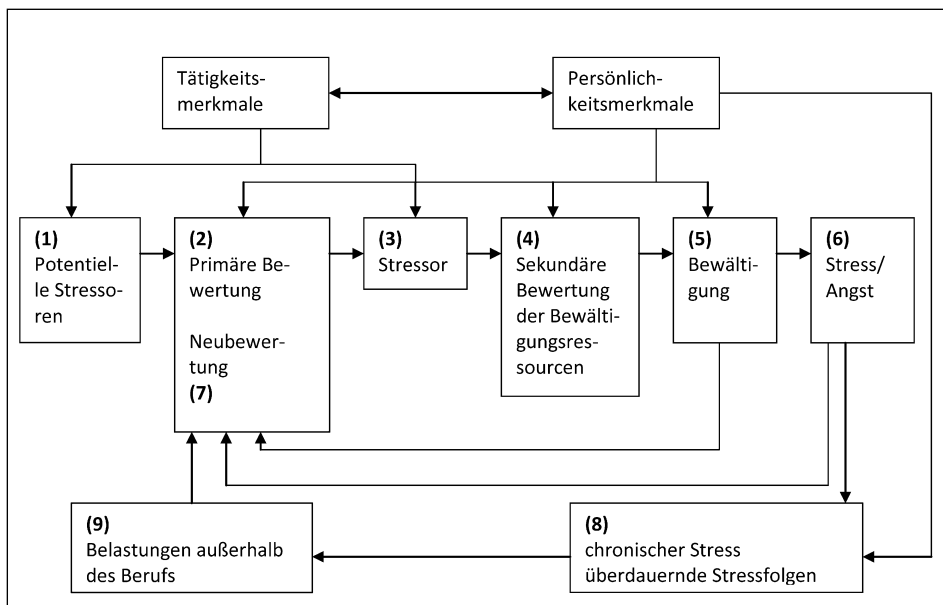 Tätigkeits-
merkmale
Persönlich-
keitsmerkmale
(1)
Potentiel-
le Stresso-
ren
(2)
Primäre Be-
wertung
Neubewer-
tung
(7)
(3)
Stressor
(4)
Sekundäre
Bewertung
der Bewälti-
gungsres-
sourcen
(5)
Bewälti-
gung
(6)
Stress/
Angst
(9)
Belastungen außerhalb
des Berufs
(8)
chronischer Stress
überdauernde Stressfolgen